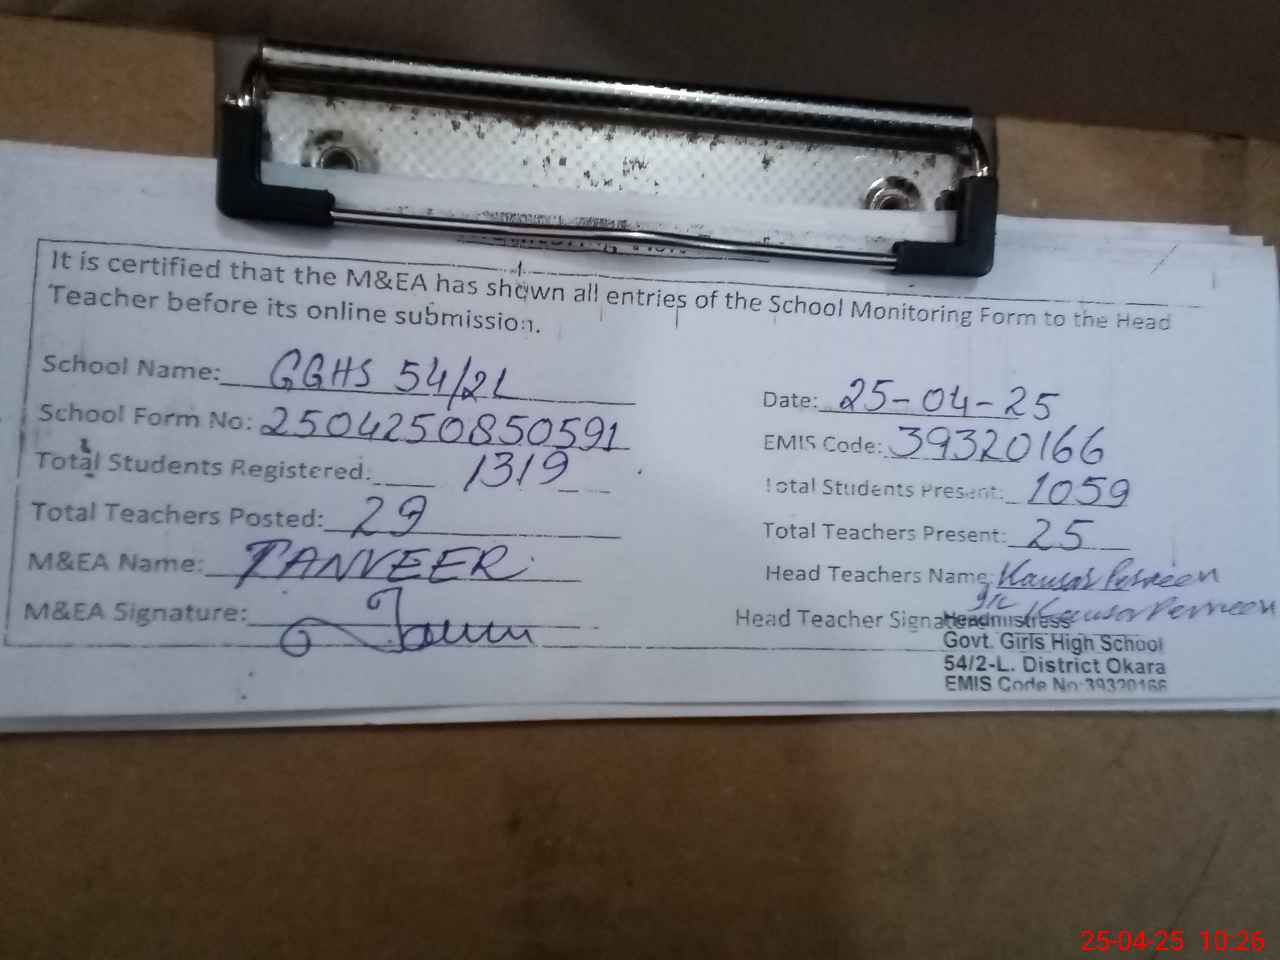 It is certified that the M&EA has shown all entries of the School Monitoring Form to the Head
Teacher before its online submission.
School Name: GGHS 54/2L
Date: 25-04-25
School Form No: 2504250850591
EMIS Code: 39320166
Total Students Registered: 1319
Total Students Present: 1059
Total Teachers Posted: 29
Total Teachers Present: 25
M&EA Name: TANVEER
Head Teachers Name: Kausar Perveen
M&EA Signature:
Head Teacher Signature Kausar Perveen
Headmistress
Govt. Girls High School
54/2-L. District Okara
EMIS Code No:39320166
25-04-25 10:26